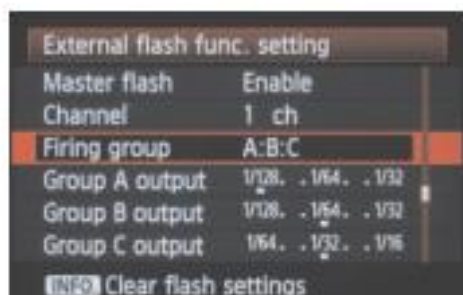 External flash func. setting
Master flash Enable
Channel 1 ch
Firing group A:B:C
Group A output 1/128. .1/64. .1/32
Group B output 1/128. .1/64. .1/32
Group C output 1/64. .1/32. .1/16
INFO. Clear flash settings